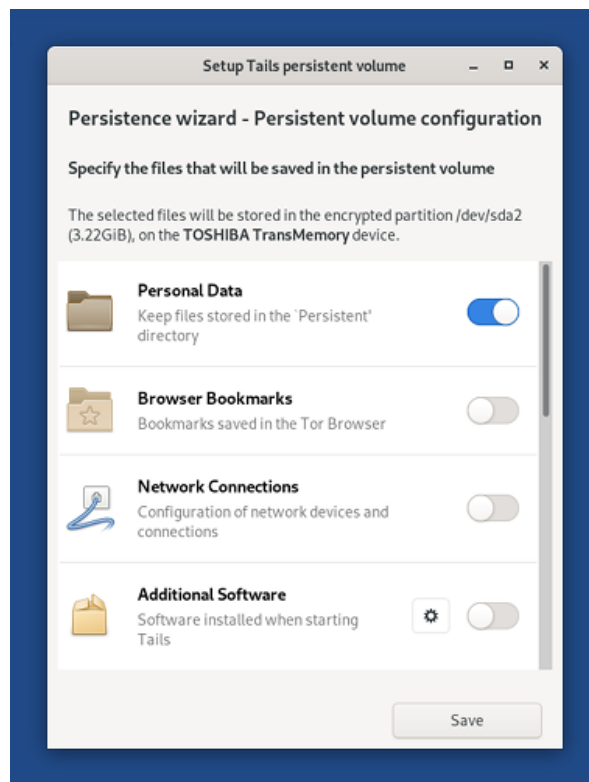 Setup Tails persistent volume
Persistence wizard - Persistent volume configuration
Specify the files that will be saved in the persistent volume
The selected files will be stored in the encrypted partition /dev/sda2
(3.22GiB), on the TOSHIBA TransMemory device.
Personal Data
Keep files stored in the `Persistent'
directory
Browser Bookmarks
Bookmarks saved in the Tor Browser
Network Connections
Configuration of network devices and
connections
Additional Software
Software installed when starting
Tails
Save